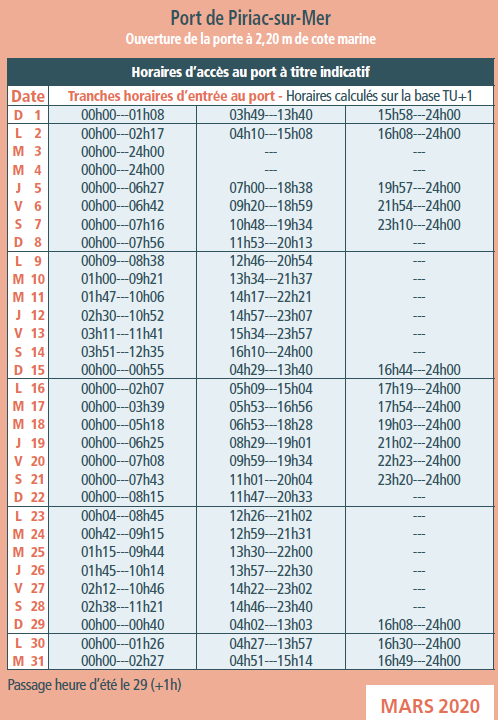 Port de Piriac-sur-Mer
Ouverture de la porte à 2,20 m de cote marine
Horaires d'accès au port à titre indicatif
Date Tranches horaires d'entrée au port - Horaires calculés sur la base TU+1
D 1 00h00---01h08 03h49---13h40 15h58---24h00
L 2 00h00---02h17 04h10---15h08 16h08---24h00
M 3 00h00---24h00 --- ---
M 4 00h00---24h00 --- ---
J 5 00h00---06h27 07h00---18h38 19h57---24h00
V 6 00h00---06h42 09h20---18h59 21h54---24h00
S 7 00h00---07h16 10h48---19h34 23h10---24h00
D 8 00h00---07h56 11h53---20h13 ---
L 9 00h09---08h38 12h46---20h54 ---
M 10 01h00---09h21 13h34---21h37 ---
M 11 01h47---10h06 14h17---22h21 ---
J 12 02h30---10h52 14h57---23h07 ---
V 13 03h11---11h41 15h34---23h57 ---
S 14 03h51---12h35 16h10---24h00 ---
D 15 00h00---00h55 04h29---13h40 16h44---24h00
L 16 00h00---02h07 05h09---15h04 17h19---24h00
M 17 00h00---03h39 05h53---16h56 17h54---24h00
M 18 00h00---05h18 06h53---18h28 19h03---24h00
J 19 00h00---06h25 08h29---19h01 21h02---24h00
V 20 00h00---07h08 09h59---19h34 22h23---24h00
S 21 00h00---07h43 11h01---20h04 23h20---24h00
D 22 00h00---08h15 11h47---20h33 ---
L 23 00h04---08h45 12h26---21h02 ---
M 24 00h42---09h15 12h59---21h31 ---
M 25 01h15---09h44 13h30---22h00 ---
J 26 01h45---10h14 13h57---22h30 ---
V 27 02h12---10h46 14h22---23h02 ---
S 28 02h38---11h21 14h46---23h40 ---
D 29 00h00---00h40 04h02---13h03 16h08---24h00
L 30 00h00---01h26 04h27---13h57 16h30---24h00
M 31 00h00---02h27 04h51---15h14 16h49---24h00
Passage heure d'été le 29 (+1h)
MARS 2020